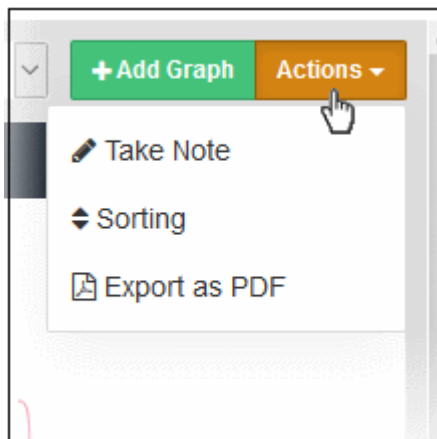 +Add Graph Actions
Take Note
Sorting
Export as PDF